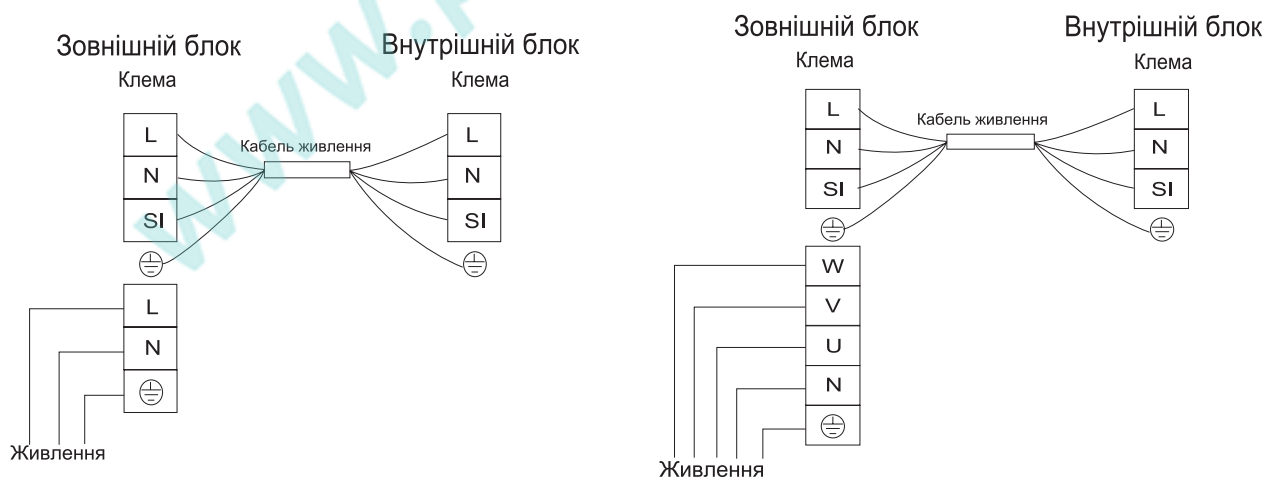 Зовнішній блок
Внутрішній блок
Клема
Клема
L
L
Кабель живлення
N
N
SI
SI
L
N
Живлення
Зовнішній блок
Внутрішній блок
Клема
Клема
L
L
Кабель живлення
N
N
SI
SI
W
V
U
N
Живлення
www.